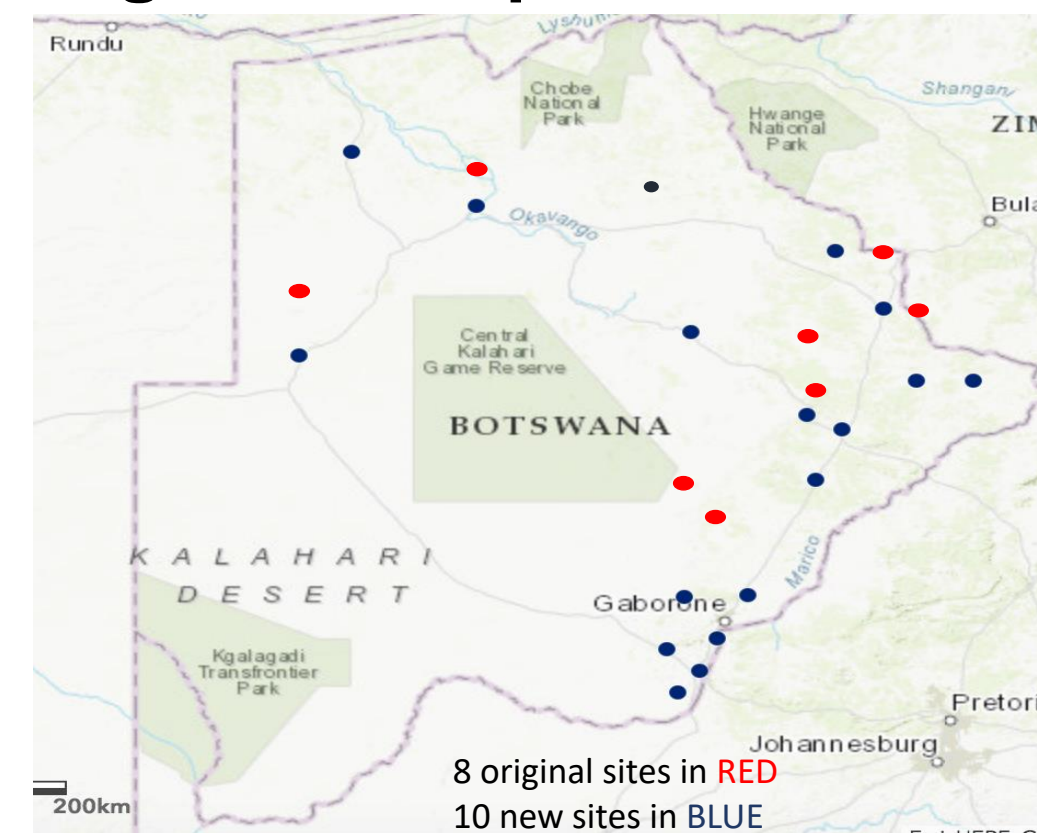 Rundu
Lyshu
Chobe
National
Park
Hwange
National
Park
Shangani
ZIM
Bula
Okavango
Central
Kalahari
Game Reserve
BOTSWANA
KALAHARI
DESERT
Marico
Gaborone
Kgalagadi
Transfrontier
Park
Pretori
Johannesburg
8 original sites in RED
10 new sites in BLUE
200km